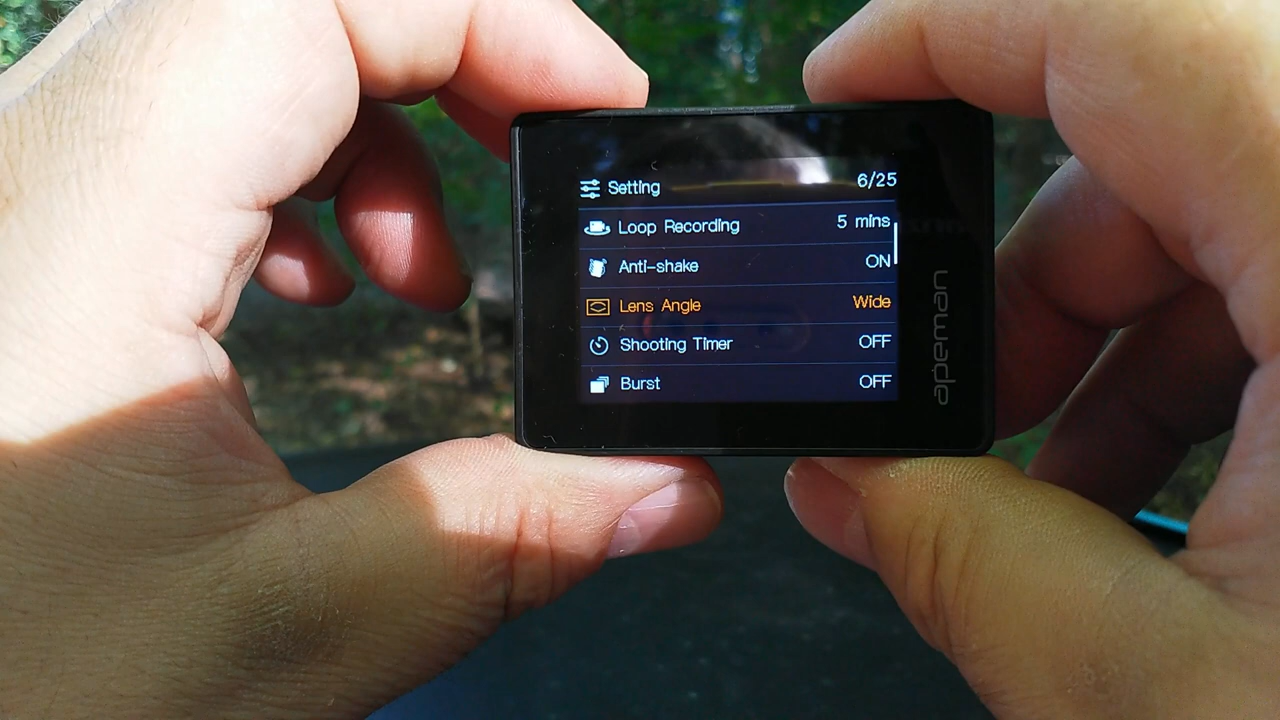 Setting 6/25
Loop Recording 5 mins
Anti-shake ON
Lens Angle Wide
Shooting Timer OFF
Burst OFF
apeman